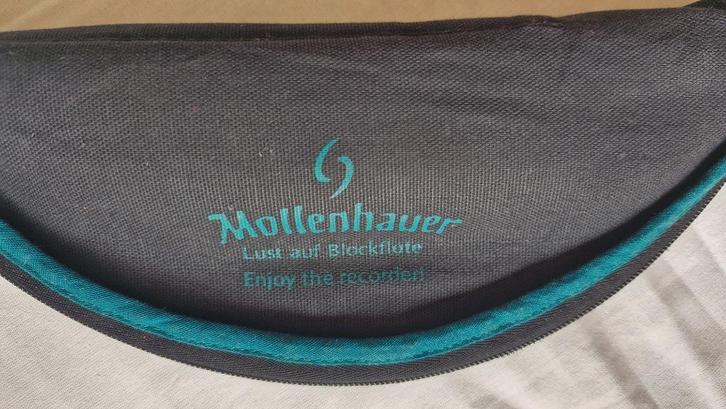 Mollenhauer
Lust auf Blockflöte
Enjoy the recorder!